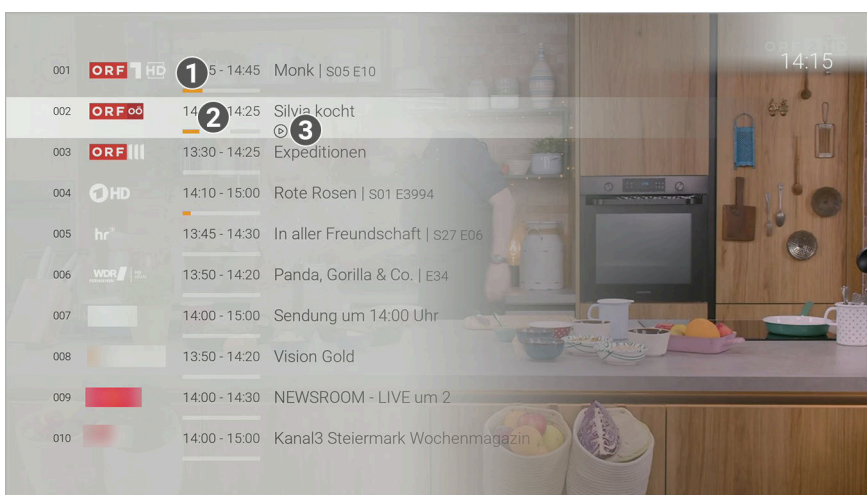 14:15
001 ORF 1 HD 1 5 - 14:45 Monk | S05 E10
002 ORF OÖ 14 2 14:25 Silvia kocht
3
003 ORF III 13:30 - 14:25 Expeditionen
004 1 HD 14:10 - 15:00 Rote Rosen | S01 E3994
005 hr 13:45 - 14:30 In aller Freundschaft | S27 E06
006 WDR 13:50 - 14:20 Panda, Gorilla & Co. | E34
007 14:00 - 15:00 Sendung um 14:00 Uhr
008 13:50 - 14:20 Vision Gold
009 14:00 - 14:30 NEWSROOM - LIVE um 2
010 14:00 - 15:00 Kanal3 Steiermark Wochenmagazin